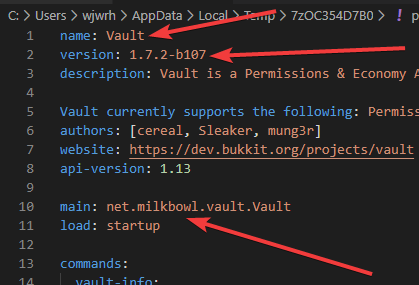 C: > Users > wjwrh > AppData > Local > Temp > 7zOC354D7B0 > ! p
1 name: Vault
2 version: 1.7.2-b107
3 description: Vault is a Permissions & Economy A
4
5 Vault currently supports the following: Permiss
6 authors: [cereal, Sleaker, mung3r]
7 website: https://dev.bukkit.org/projects/vault
8 api-version: 1.13
9
10 main: net.milkbowl.vault.Vault
11 load: startup
12
13 commands:
14 vault-info: